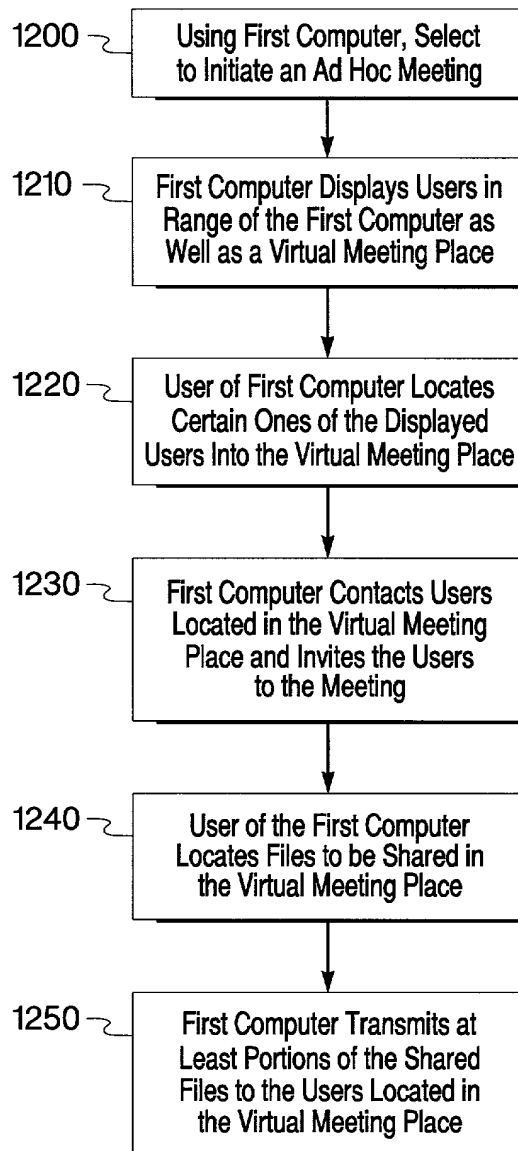 1200
Using First Computer, Select
to Initiate an Ad Hoc Meeting
1210
First Computer Displays Users in
Range of the First Computer as
Well as a Virtual Meeting Place
1220
User of First Computer Locates
Certain Ones of the Displayed
Users Into the Virtual Meeting Place
1230
First Computer Contacts Users
Located in the Virtual Meeting
Place and Invites the Users
to the Meeting
1240
User of the First Computer
Locates Files to be Shared in
the Virtual Meeting Place
1250
First Computer Transmits at
Least Portions of the Shared
Files to the Users Located in
the Virtual Meeting Place